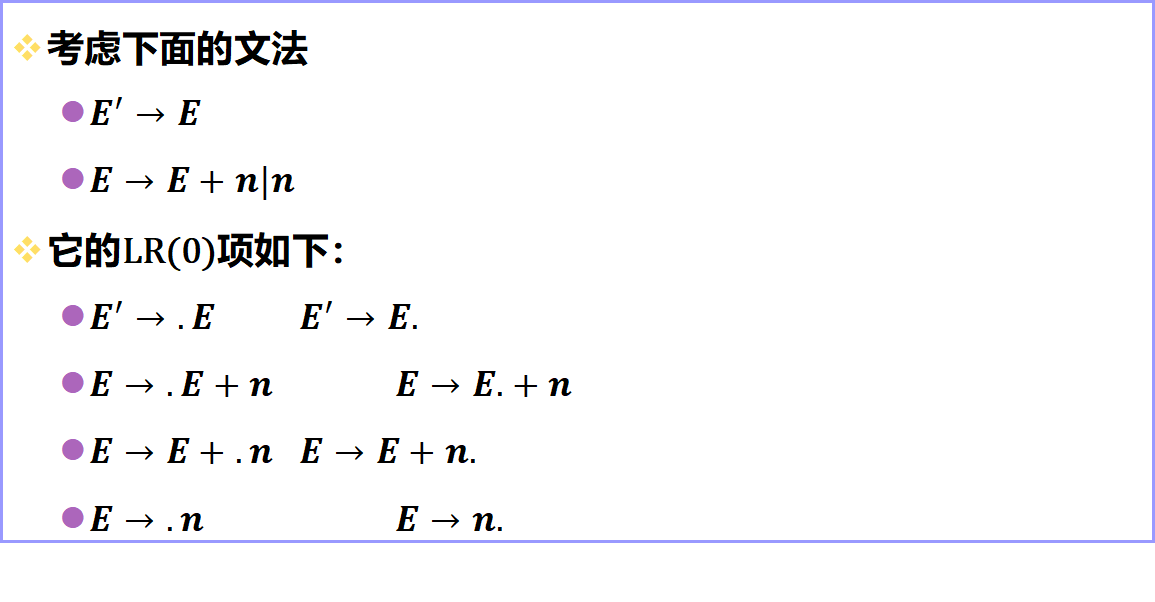 考虑下面的文法
E′ → E
E → E + n|n
它的LR(0)项如下：
E′ → . E E′ → E.
E → . E + n E → E. + n
E → E + . n E → E + n.
E → . n E → n.